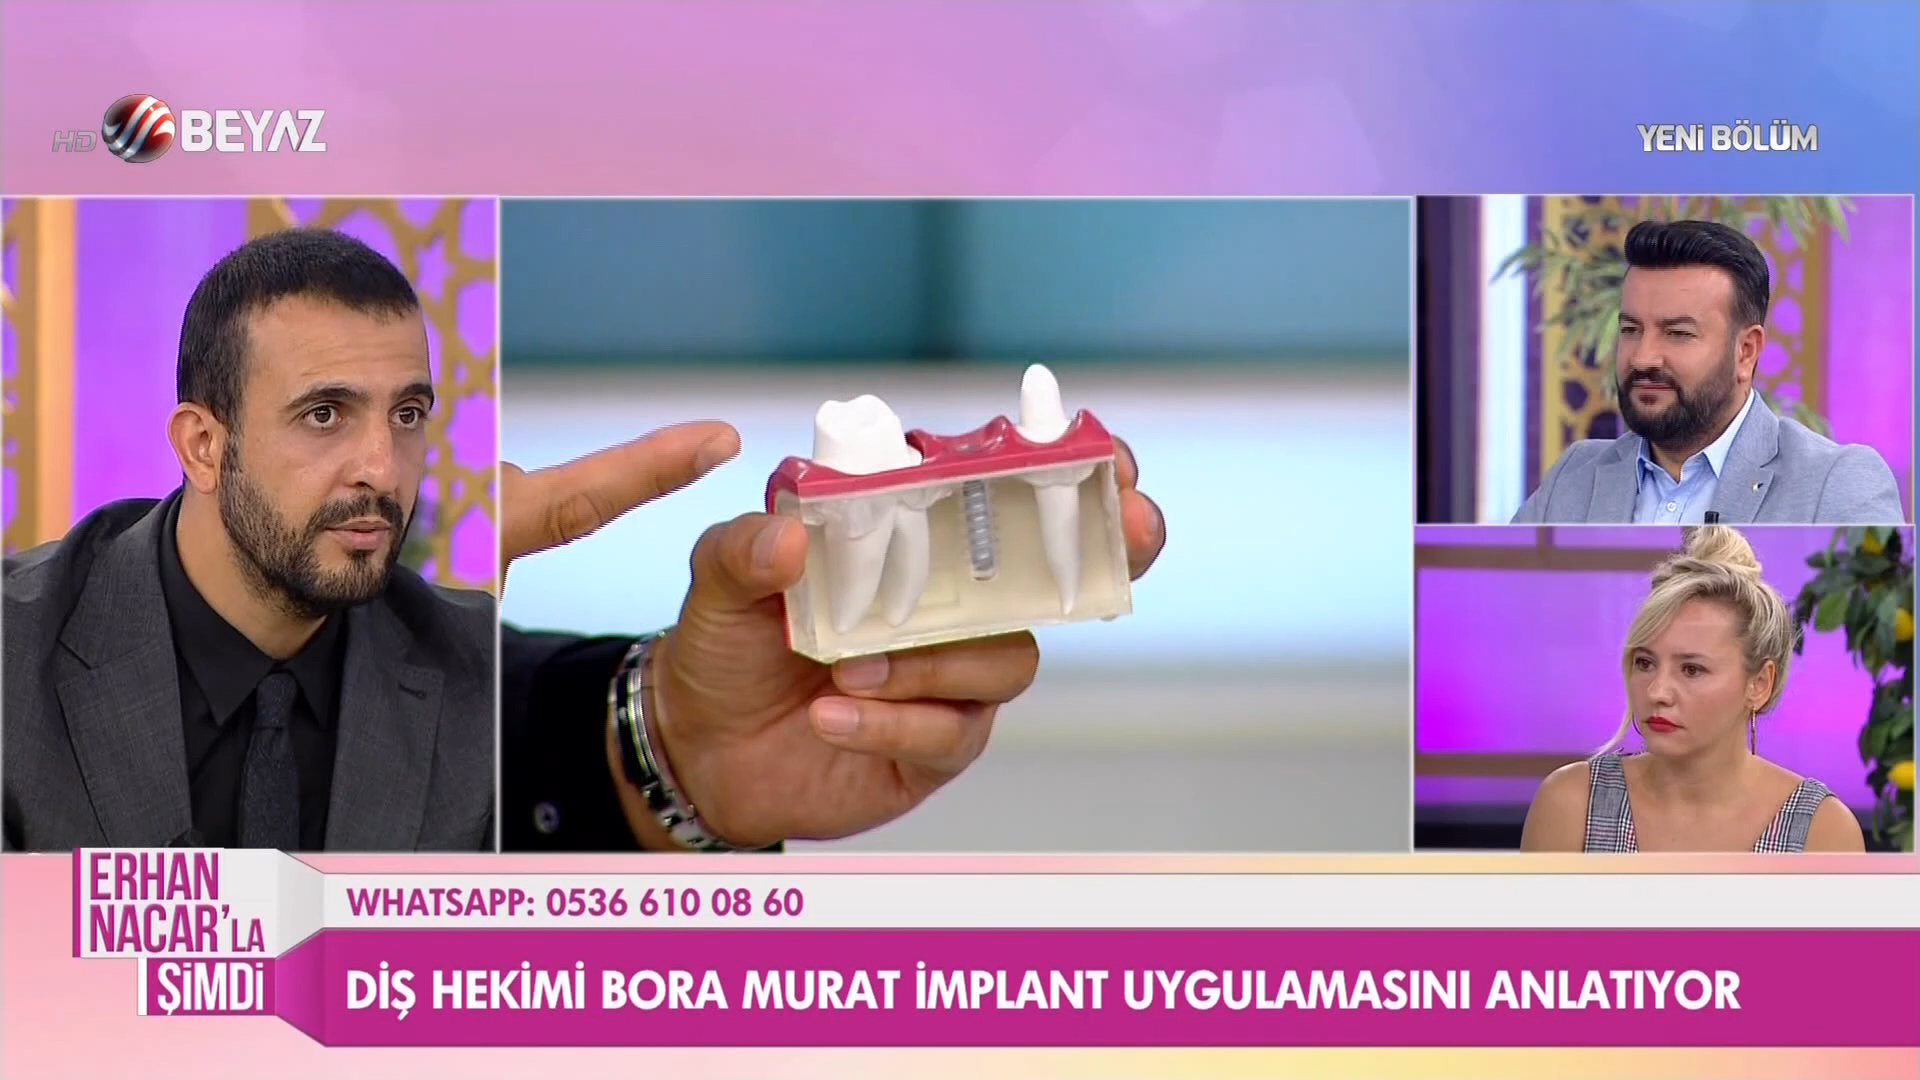 HD BEYAZ
YENİ BÖLÜM
ERHAN
NACAR'LA
ŞİMDİ
WHATSAPP: 0536 610 08 60
DİŞ HEKİMİ BORA MURAT İMPLANT UYGULAMASINI ANLATIYOR